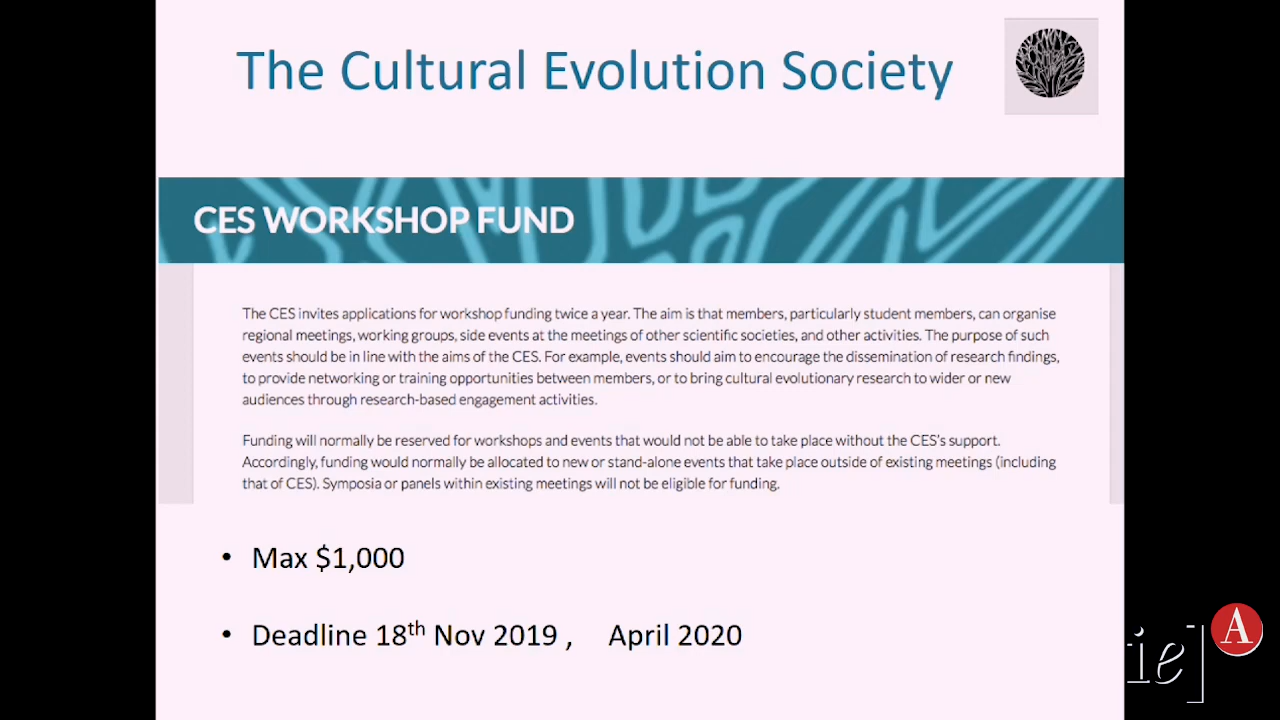 The Cultural Evolution Society
CES WORKSHOP FUND
The CES invites applications for workshop funding twice a year. The aim is that members, particularly student members, can organise
regional meetings, working groups, side events at the meetings of other scientific societies, and other activities. The purpose of such
events should be in line with the aims of the CES. For example, events should aim to encourage the dissemination of research findings,
to provide networking or training opportunities between members, or to bring cultural evolutionary research to wider or new
audiences through research-based engagement activities.
Funding will normally be reserved for workshops and events that would not be able to take place without the CES's support.
Accordingly, funding would normally be allocated to new or stand-alone events that take place outside of existing meetings (including
that of CES). Symposia or panels within existing meetings will not be eligible for funding.
• Max $1,000
• Deadline 18th Nov 2019 , April 2020
A
ie]